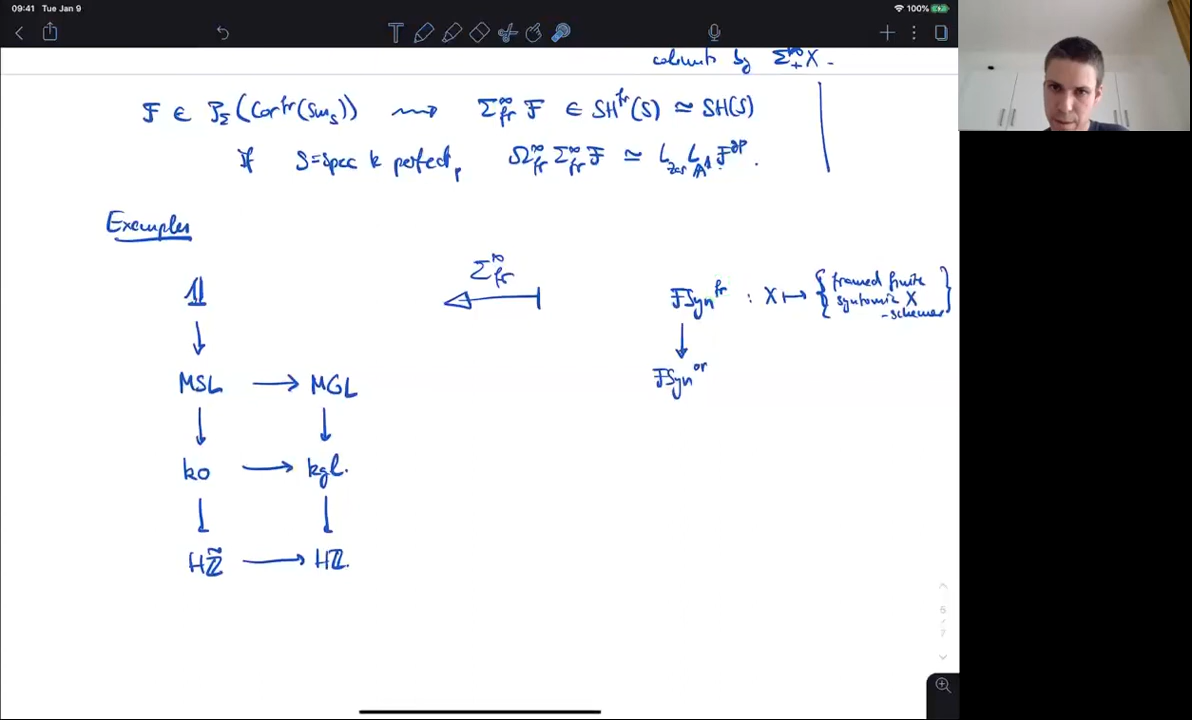 09:41 Tue Jan 9
100%
colimits by Σ^∞_+ X.
F ∈ P_Σ(Corr^fr(Sm_S)) ⇝ Σ^∞_fr F ∈ SH^fr(S) ≃ SH(S)
If S = spec k perfect, Ω^∞_fr Σ^∞_fr F ≃ L_zar L_A¹ F^gp.
Examples
𝟙 Σ^∞_fr FSyn^fr : X ↦ { framed finite
syntomic X
-schemes }
MSL → MGL FSyn^or
ko → kgl.
HZ̃ → HZ.
5
/
7